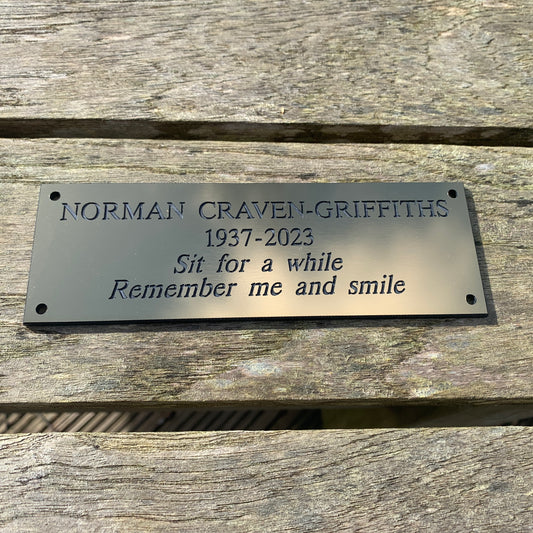 NORMAN CRAVEN-GRIFFITHS
1937-2023
Sit for a while
Remember me and smile